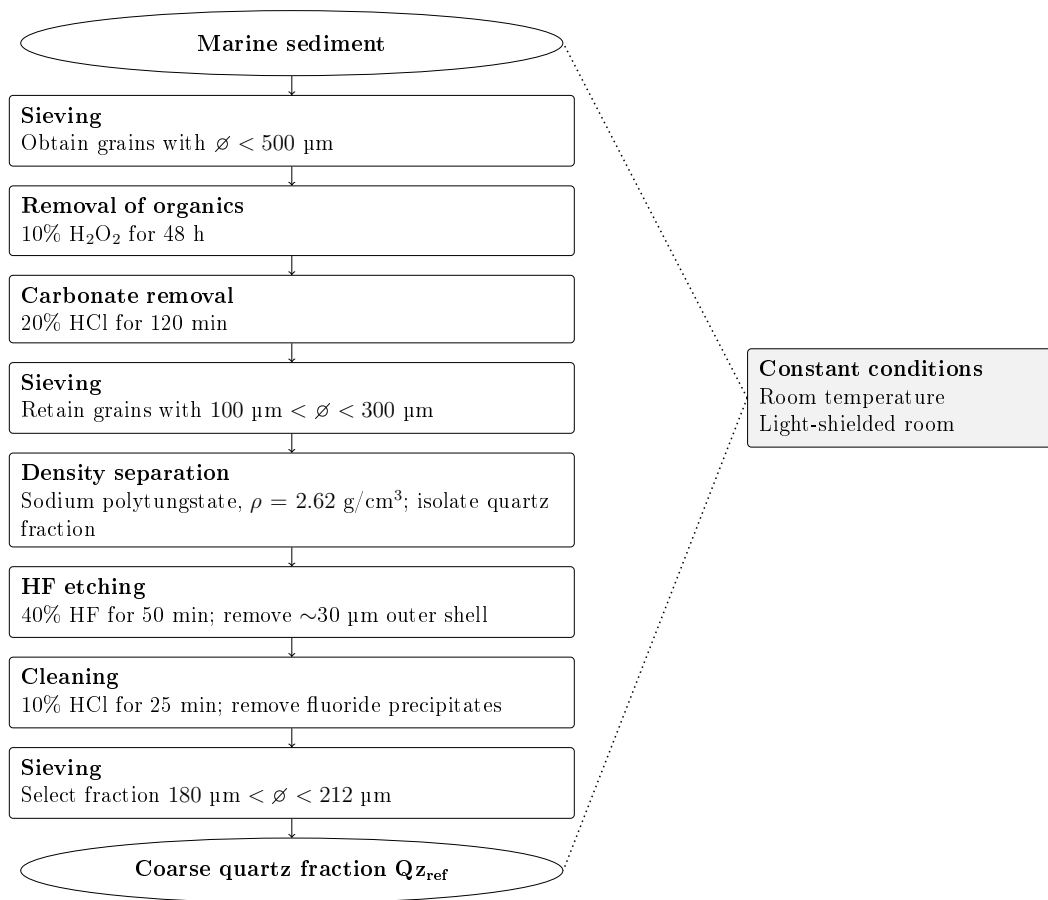 Marine sediment
Sieving
Obtain grains with ∅ < 500 µm
Removal of organics
10% H₂O₂ for 48 h
Carbonate removal
20% HCl for 120 min
Sieving
Retain grains with 100 µm < ∅ < 300 µm
Density separation
Sodium polytungstate, ρ = 2.62 g/cm³; isolate quartz
fraction
HF etching
40% HF for 50 min; remove ∼30 µm outer shell
Cleaning
10% HCl for 25 min; remove fluoride precipitates
Sieving
Select fraction 180 µm < ∅ < 212 µm
Coarse quartz fraction Qz_ref
Constant conditions
Room temperature
Light-shielded room